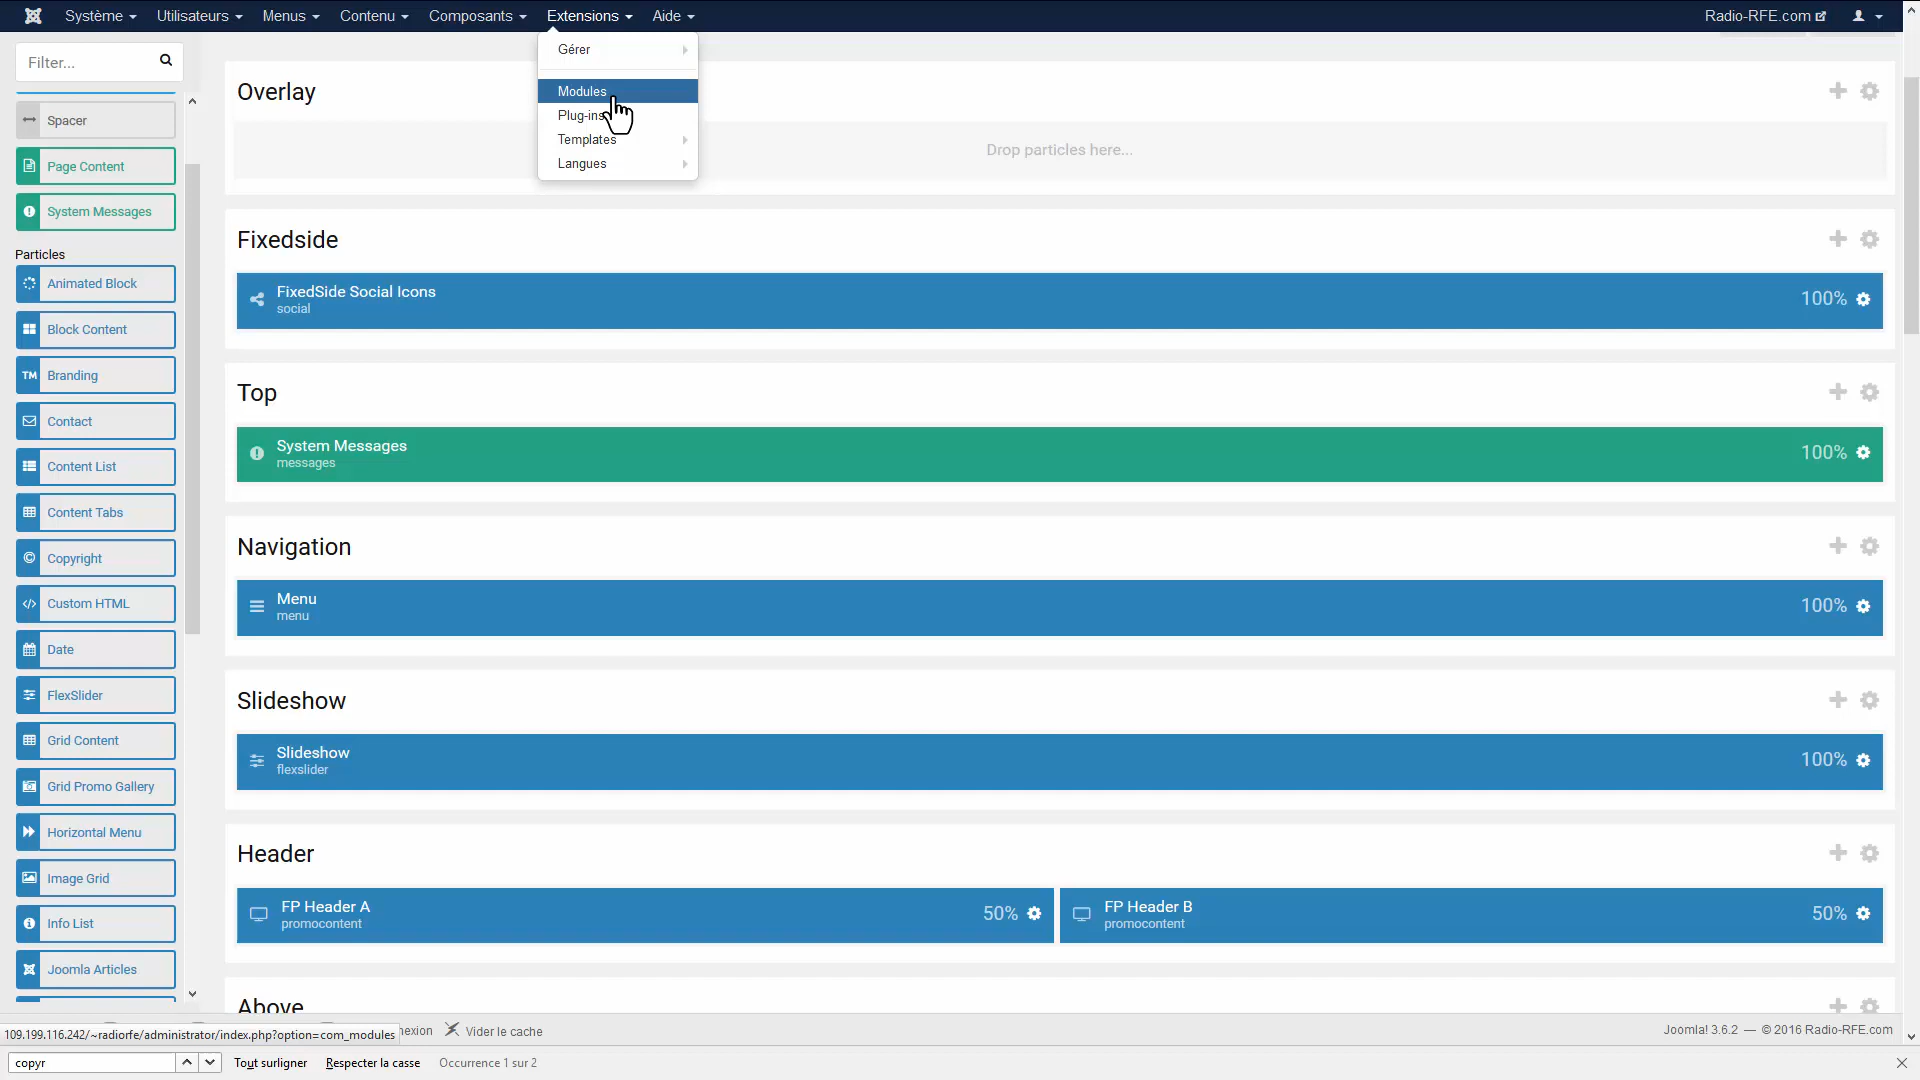 Système
Utilisateurs
Menus
Contenu
Composants
Extensions
Aide
Radio-RFE.com
Filter...
Spacer
Page Content
System Messages
Particles
Animated Block
Block Content
TM Branding
Contact
Content List
Content Tabs
Copyright
Custom HTML
Date
FlexSlider
Grid Content
Grid Promo Gallery
Horizontal Menu
Image Grid
Info List
Joomla Articles
Gérer
Modules
Plug-ins
Templates
Langues
Overlay
Drop particles here...
Fixedside
FixedSide Social Icons
social
100%
Top
System Messages
messages
100%
Navigation
Menu
menu
100%
Slideshow
Slideshow
flexslider
100%
Header
FP Header A
promocontent
50%
FP Header B
promocontent
50%
Above
109.199.116.242/~radiorfe/administrator/index.php?option=com_modules
Vider le cache
Joomla! 3.6.2 — © 2016 Radio-RFE.com
copyr
Tout surligner
Respecter la casse
Occurrence 1 sur 2